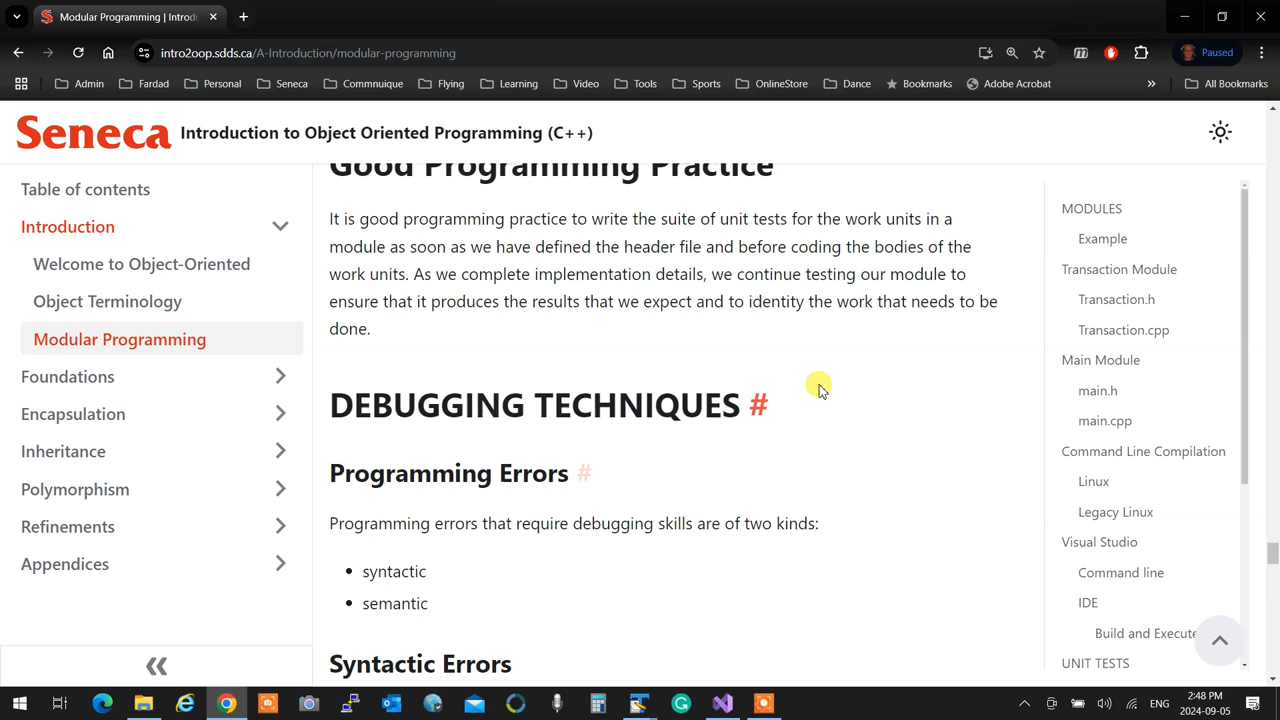 Modular Programming | Introd
intro2oop.sdds.ca/A-Introduction/modular-programming
Paused
Admin
Fardad
Personal
Seneca
Commnuique
Flying
Learning
Video
Tools
Sports
OnlineStore
Dance
Bookmarks
Adobe Acrobat
»
All Bookmarks
Seneca
Introduction to Object Oriented Programming (C++)
Table of contents
Introduction
Welcome to Object-Oriented
Object Terminology
Modular Programming
Foundations
Encapsulation
Inheritance
Polymorphism
Refinements
Appendices
Good Programming Practice
It is good programming practice to write the suite of unit tests for the work units in a
module as soon as we have defined the header file and before coding the bodies of the
work units. As we complete implementation details, we continue testing our module to
ensure that it produces the results that we expect and to identity the work that needs to be
done.
DEBUGGING TECHNIQUES #
Programming Errors #
Programming errors that require debugging skills are of two kinds:
• syntactic
• semantic
Syntactic Errors
MODULES
Example
Transaction Module
Transaction.h
Transaction.cpp
Main Module
main.h
main.cpp
Command Line Compilation
Linux
Legacy Linux
Visual Studio
Command line
IDE
Build and Execute
UNIT TESTS
ENG
2:48 PM
2024-09-05